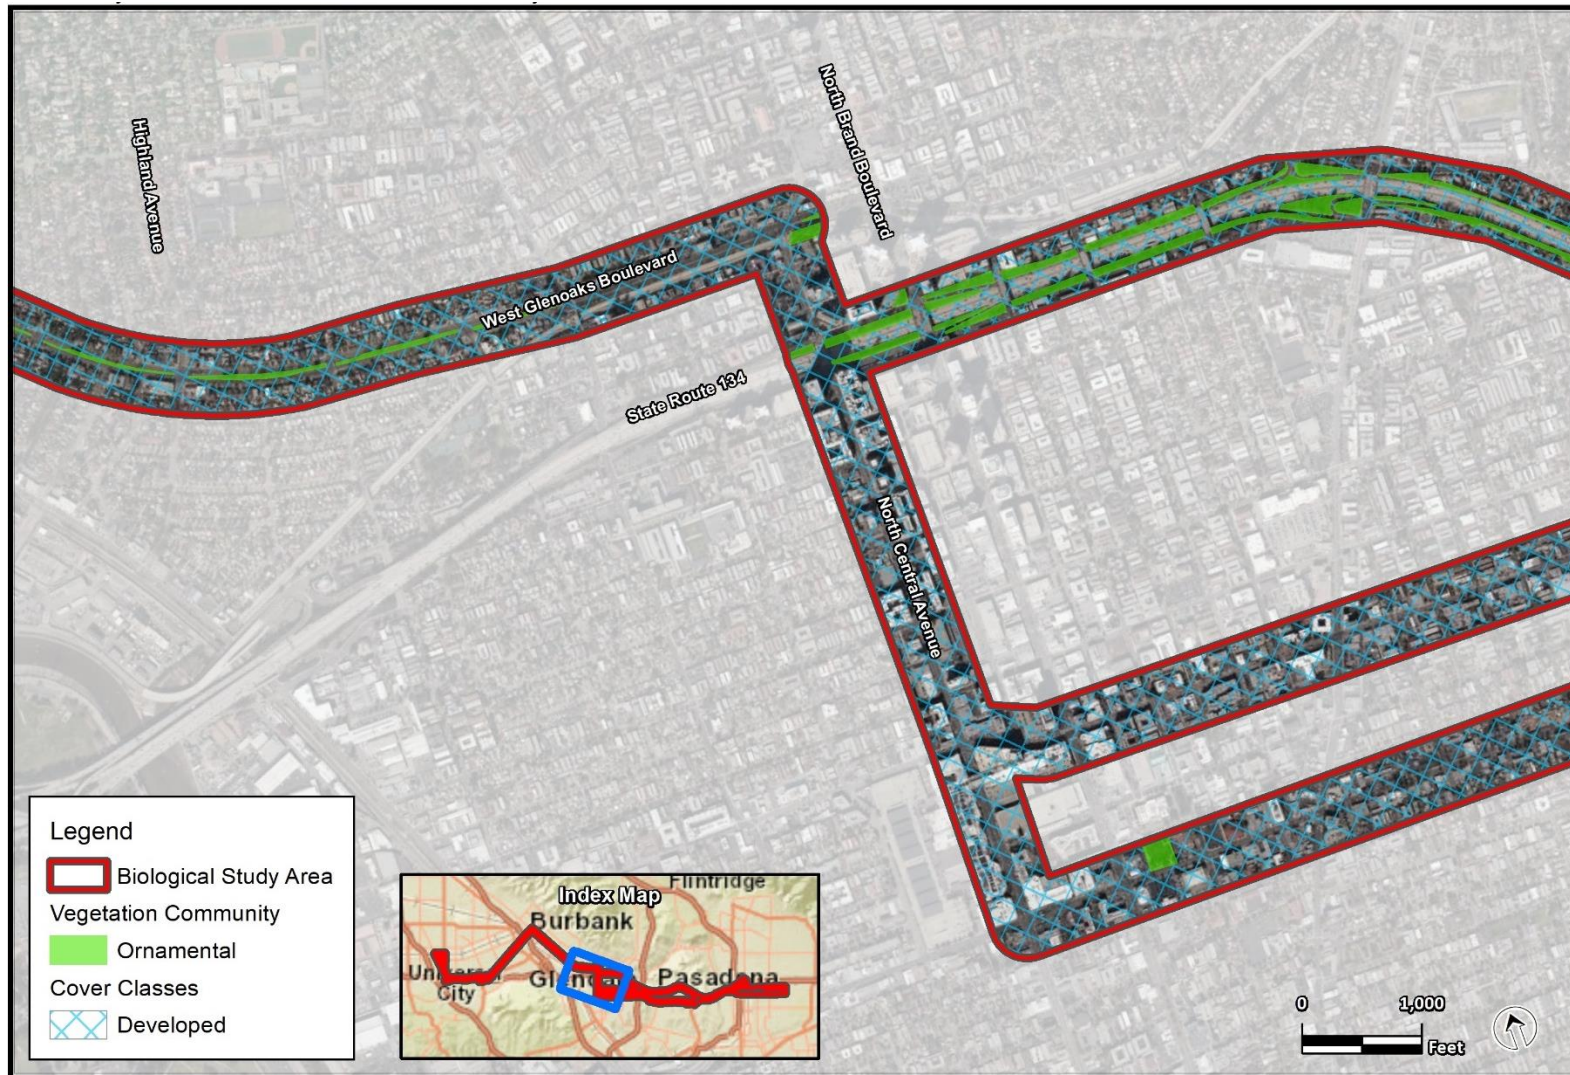 Highland Avenue
North Brand Boulevard
West Glenoaks Boulevard
State Route 134
North Central Avenue
Legend
Biological Study Area
Vegetation Community
Ornamental
Cover Classes
Developed
Index Map
Flintridge
Burbank
Pasadena
City
0 1,000
Feet